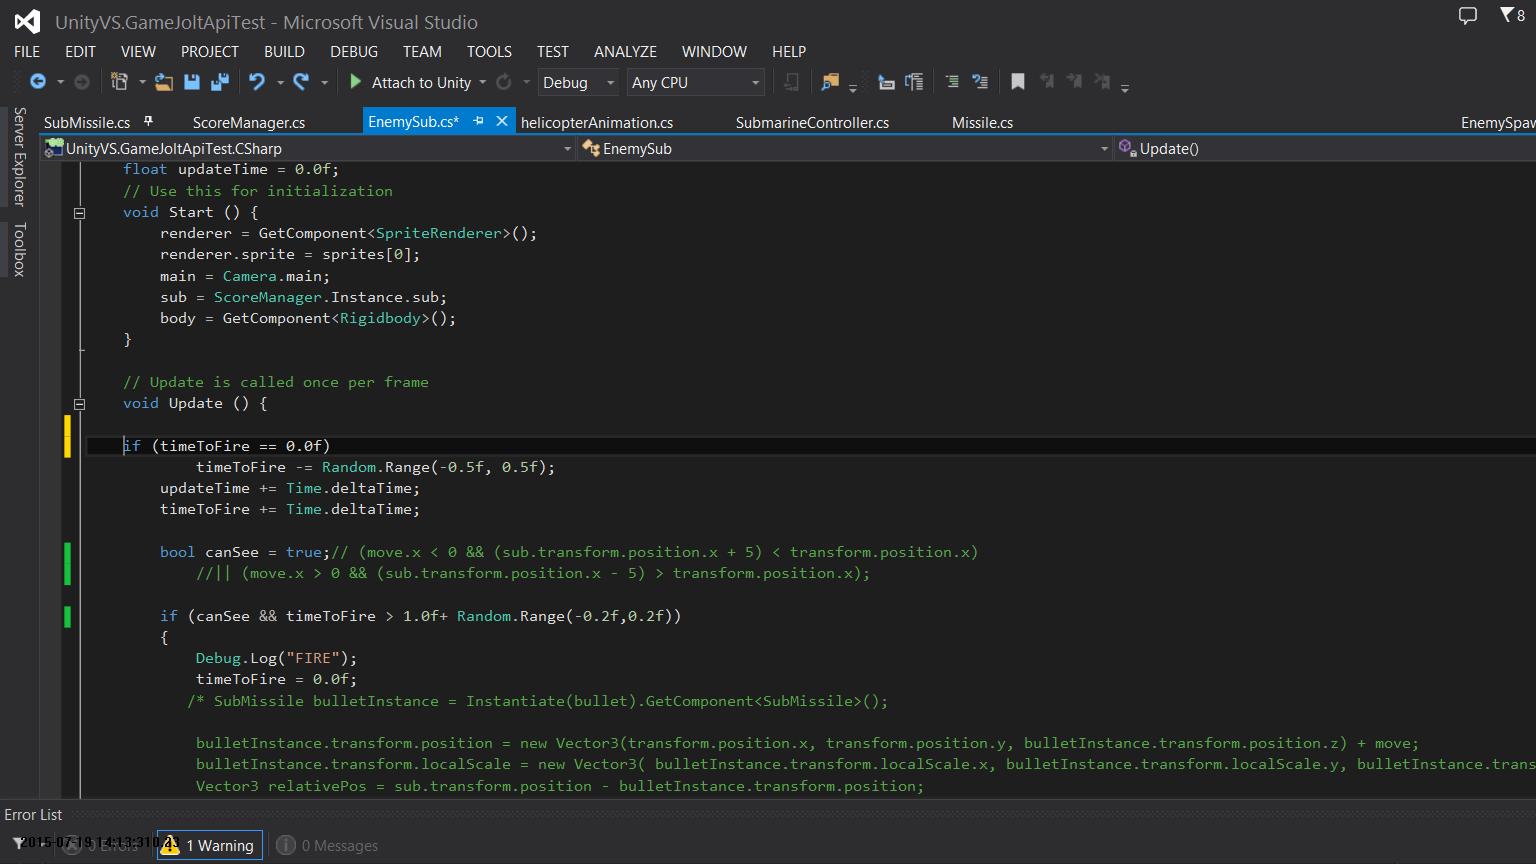 UnityVS.GameJoltApiTest - Microsoft Visual Studio
8
FILE EDIT VIEW PROJECT BUILD DEBUG TEAM TOOLS TEST ANALYZE WINDOW HELP
Attach to Unity Debug Any CPU
Server Explorer
Toolbox
SubMissile.cs ScoreManager.cs EnemySub.cs* helicopterAnimation.cs SubmarineController.cs Missile.cs EnemySpaw
UnityVS.GameJoltApiTest.CSharp EnemySub Update()
float updateTime = 0.0f;
// Use this for initialization
void Start () {
renderer = GetComponent<SpriteRenderer>();
renderer.sprite = sprites[0];
main = Camera.main;
sub = ScoreManager.Instance.sub;
body = GetComponent<Rigidbody>();
}
// Update is called once per frame
void Update () {
if (timeToFire == 0.0f)
timeToFire -= Random.Range(-0.5f, 0.5f);
updateTime += Time.deltaTime;
timeToFire += Time.deltaTime;
bool canSee = true;// (move.x < 0 && (sub.transform.position.x + 5) < transform.position.x)
//|| (move.x > 0 && (sub.transform.position.x - 5) > transform.position.x);
if (canSee && timeToFire > 1.0f+ Random.Range(-0.2f,0.2f))
{
Debug.Log("FIRE");
timeToFire = 0.0f;
/* SubMissile bulletInstance = Instantiate(bullet).GetComponent<SubMissile>();
bulletInstance.transform.position = new Vector3(transform.position.x, transform.position.y, bulletInstance.transform.position.z) + move;
bulletInstance.transform.localScale = new Vector3( bulletInstance.transform.localScale.x, bulletInstance.transform.localScale.y, bulletInstance.trans
Vector3 relativePos = sub.transform.position - bulletInstance.transform.position;
Error List
0 Errors 1 Warning 0 Messages